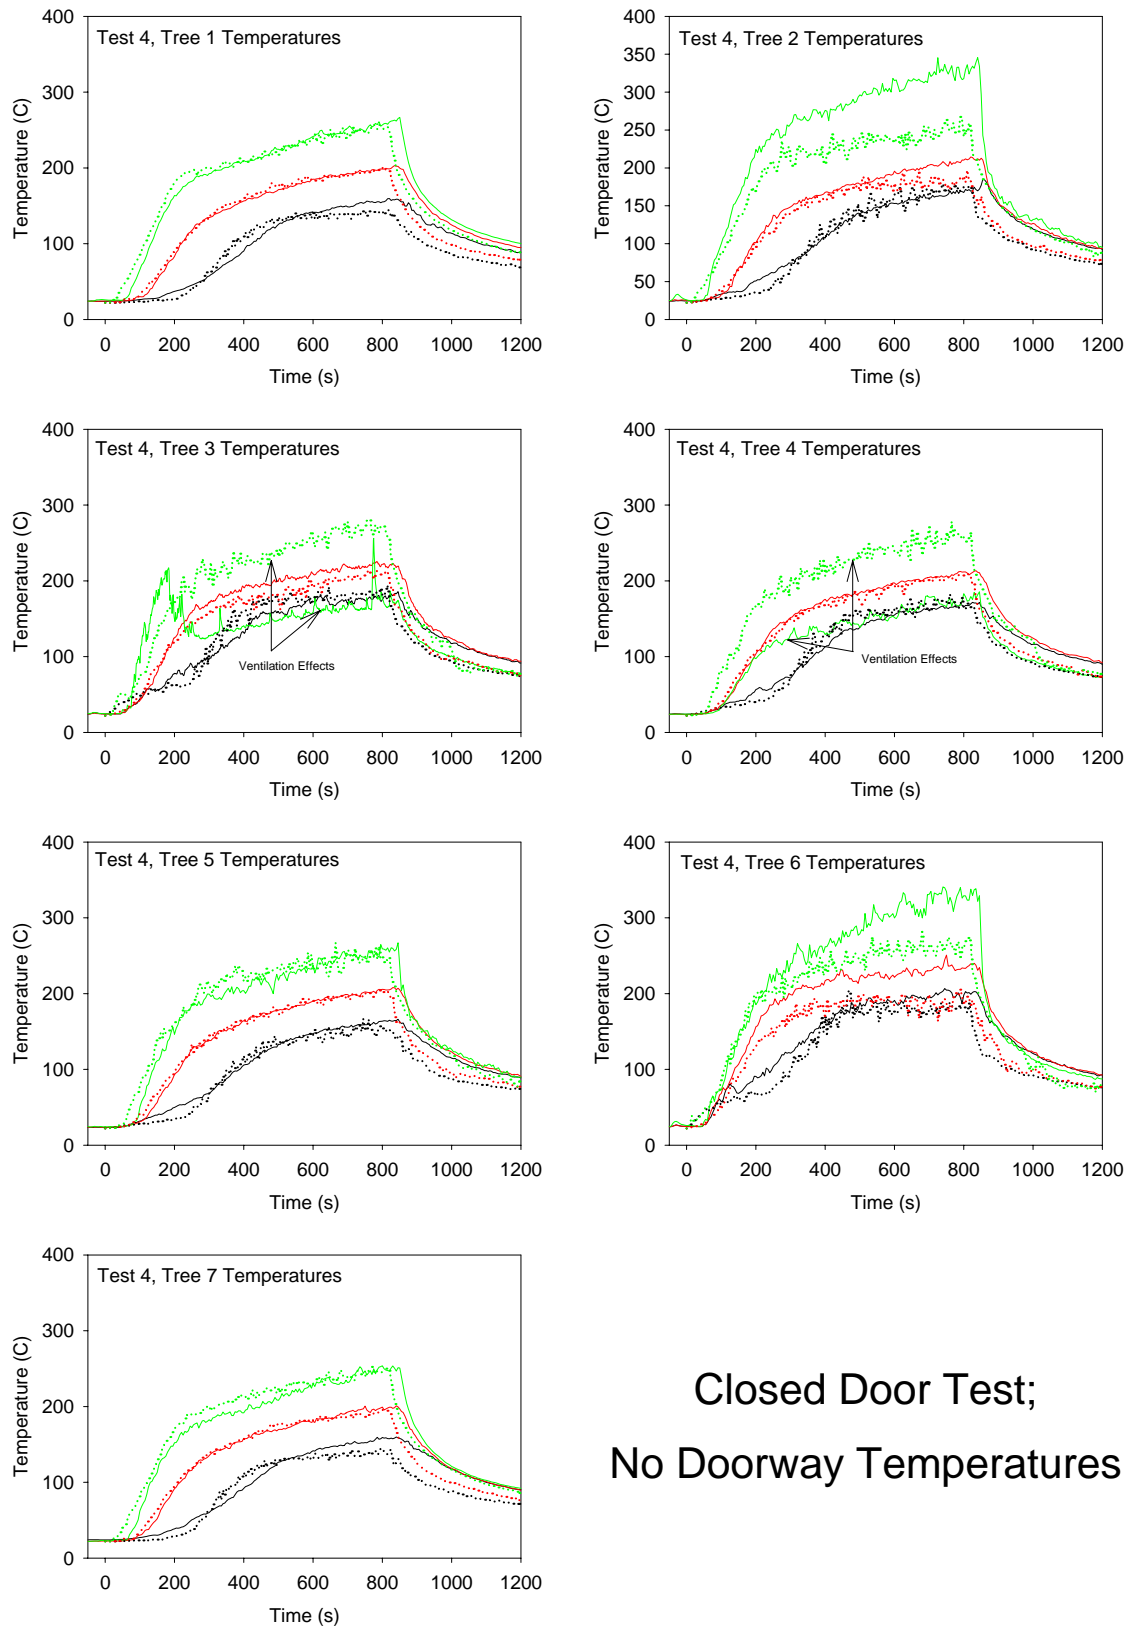 Test 4, Tree 1 Temperatures
Temperature (C)
400
300
200
100
0
0 200 400 600 800 1000 1200
Time (s)
Test 4, Tree 2 Temperatures
Temperature (C)
400
350
300
250
200
150
100
50
0
0 200 400 600 800 1000 1200
Time (s)
Test 4, Tree 3 Temperatures
Temperature (C)
400
300
200
100
0
Ventilation Effects
0 200 400 600 800 1000 1200
Time (s)
Test 4, Tree 4 Temperatures
Temperature (C)
400
300
200
100
0
Ventilation Effects
0 200 400 600 800 1000 1200
Time (s)
Test 4, Tree 5 Temperatures
Temperature (C)
400
300
200
100
0
0 200 400 600 800 1000 1200
Time (s)
Test 4, Tree 6 Temperatures
Temperature (C)
400
300
200
100
0
0 200 400 600 800 1000 1200
Time (s)
Test 4, Tree 7 Temperatures
Temperature (C)
400
300
200
100
0
0 200 400 600 800 1000 1200
Time (s)
Closed Door Test;
No Doorway Temperatures